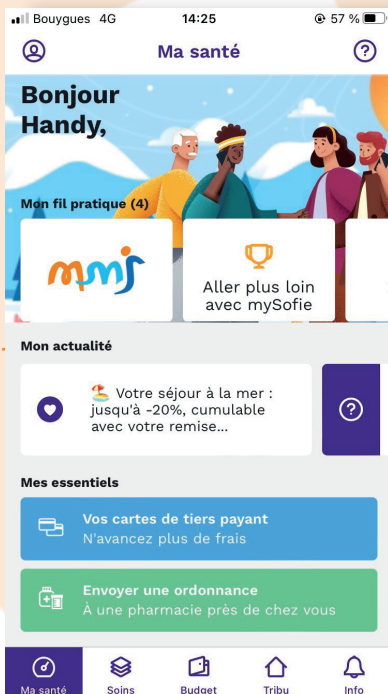 Bouygues 4G 14:25 57 %
Ma santé
Bonjour
Handy,
Mon fil pratique (4)
mmj
Aller plus loin
avec mySofie
Mon actualité
Votre séjour à la mer :
jusqu'à -20%, cumulable
avec votre remise...
Mes essentiels
Vos cartes de tiers payant
N'avancez plus de frais
Envoyer une ordonnance
À une pharmacie près de chez vous
Ma santé Soins Budget Tribu Info